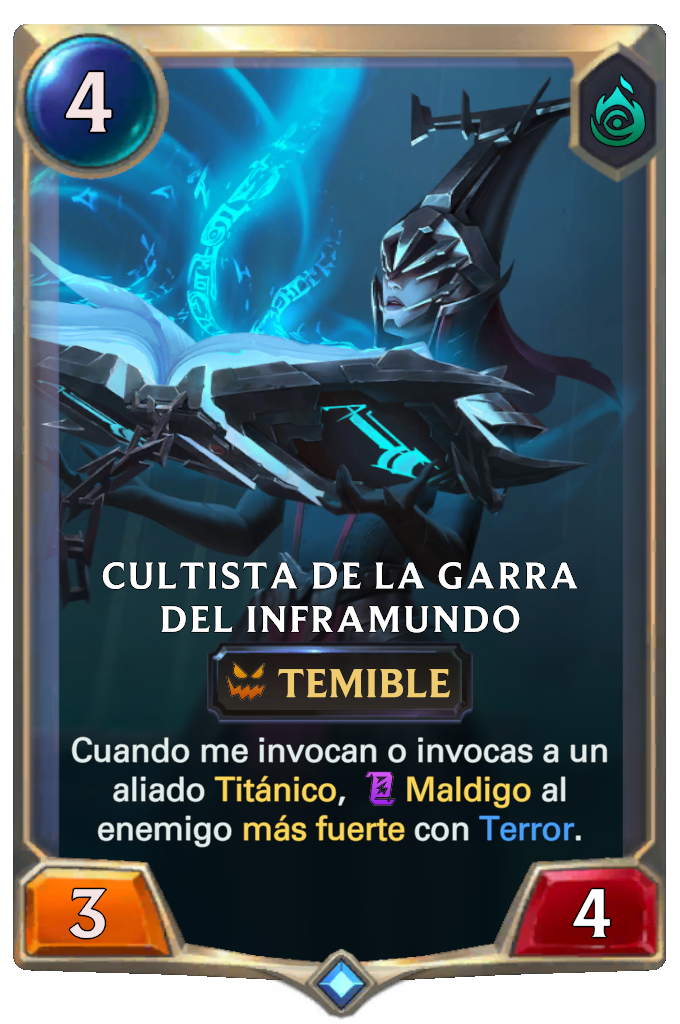 4
CULTISTA DE LA GARRA
DEL INFRAMUNDO
TEMIBLE
Cuando me invocan o invocas a un
aliado Titánico, Maldigo al
enemigo más fuerte con Terror.
3
4